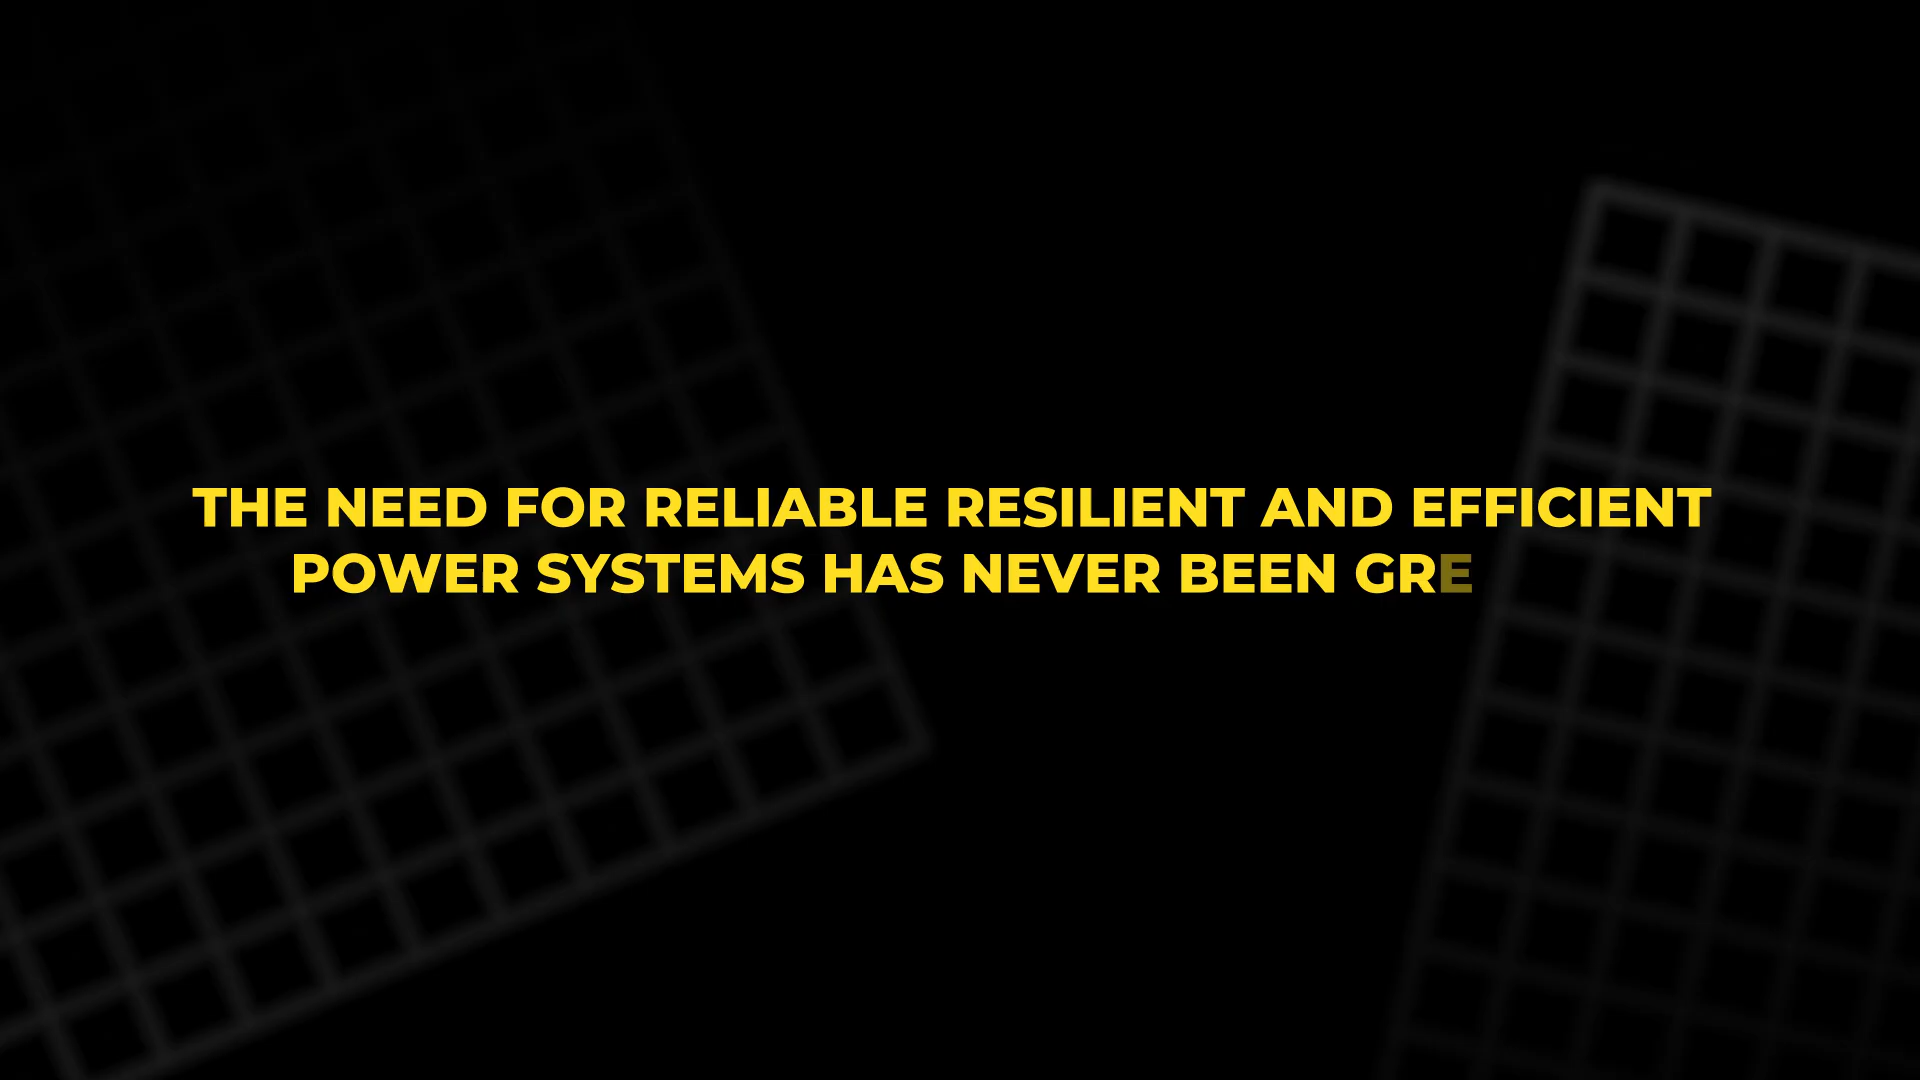 THE NEED FOR RELIABLE RESILIENT AND EFFICIENT
POWER SYSTEMS HAS NEVER BEEN GRE